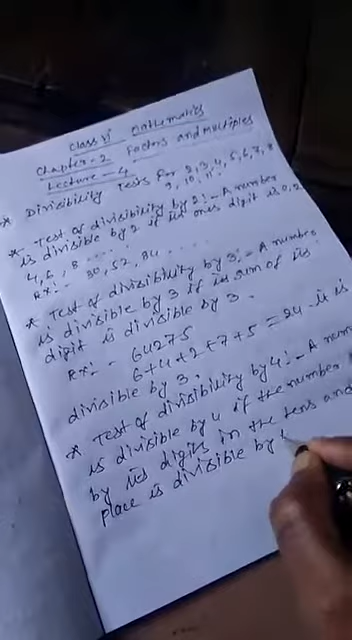 Class VI Mathematics
Chapter-2 Factors and multiples
Lecture-4
* Divisibility Tests for 2,3,4,5,6,7,8
9,10,11
* Test of divisibility by 2:- A number
is divisible by 2 if its ones digit is 0,2
4,6,8.....
Ex:- 30,52,84.....
* Test of divisibility by 3:- A number
is divisible by 3 if its sum of its
digit is divisible by 3.
Ex:- 64275
6+4+2+7+5 = 24. it is
divisible by 3.
* Test of divisibility by 4:- A num
is divisible by 4 if the number
by its digits in the tens and
place is divisible by